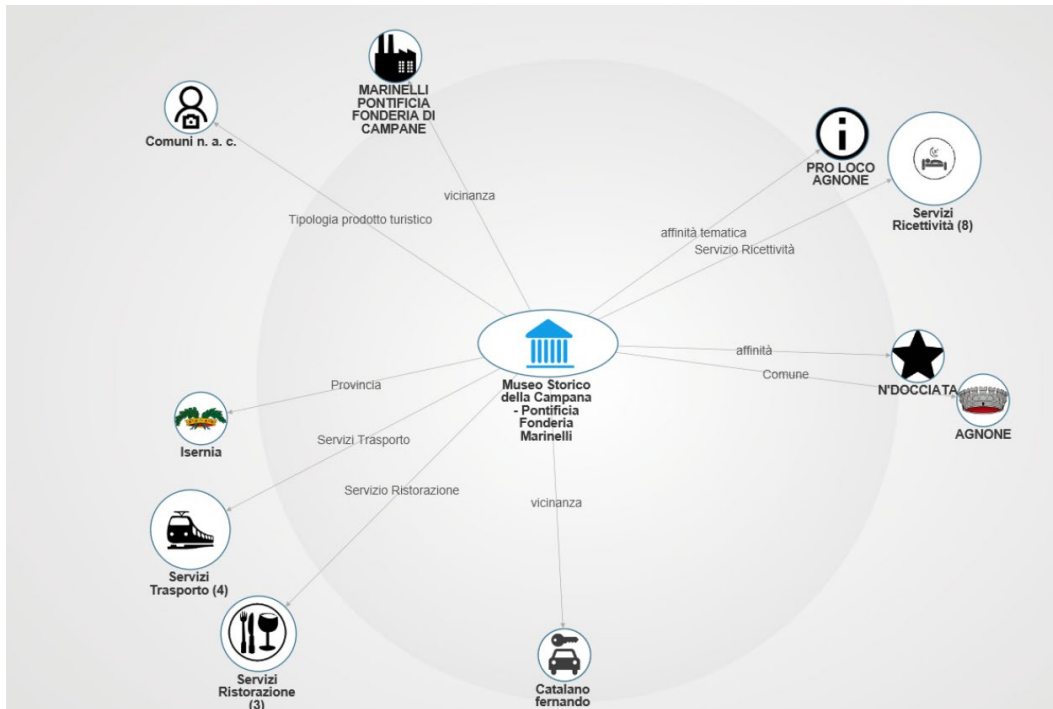 MARINELLI
PONTIFICIA
FONDERIA DI
CAMPANE
Comuni n. a. c.
PRO LOCO
AGNONE
Servizi
Ricettività (8)
vicinanza
Tipologia prodotto turistico
affinità tematica
Servizio Ricettività
affinità
Comune
N'DOCCIATA
AGNONE
Museo Storico
della Campana
- Pontificia
Fonderia
Marinelli
Provincia
Isernia
Servizi Trasporto
Servizio Ristorazione
vicinanza
Servizi
Trasporto (4)
Servizi
Ristorazione
(3)
Catalano
fernando